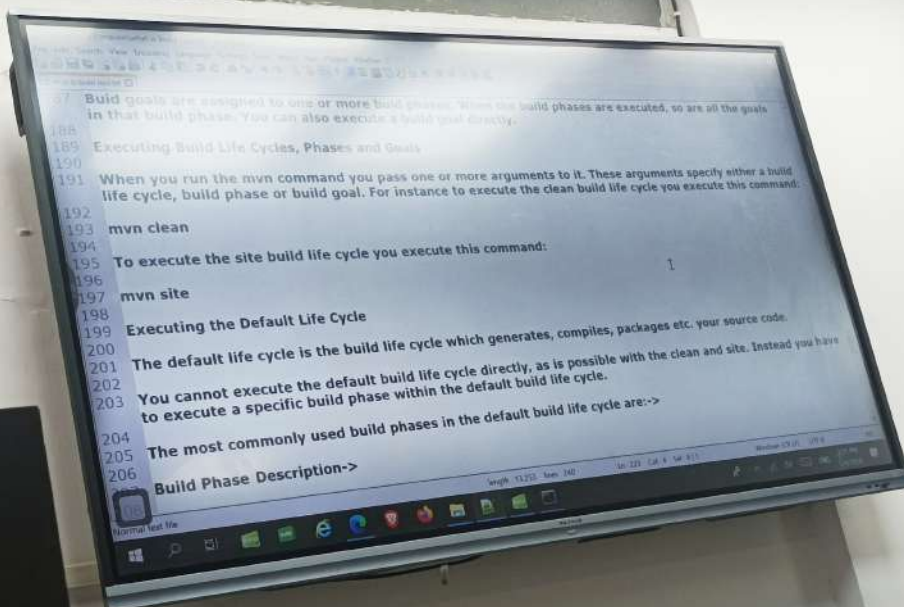 187 Buid goals are assigned to one or more build phases. When the build phases are executed, so are all the goals
in that build phase. You can also execute a build goal directly.
188
189 Executing Build Life Cycles, Phases and Goals
190
191 When you run the mvn command you pass one or more arguments to it. These arguments specify either a build
life cycle, build phase or build goal. For instance to execute the clean build life cycle you execute this command:
192
193 mvn clean
194
195 To execute the site build life cycle you execute this command:
196
197 mvn site
198
199 Executing the Default Life Cycle
200
201 The default life cycle is the build life cycle which generates, compiles, packages etc. your source code.
202
203 You cannot execute the default build life cycle directly, as is possible with the clean and site. Instead you have
to execute a specific build phase within the default build life cycle.
204
205 The most commonly used build phases in the default build life cycle are:->
206
Build Phase Description->
Normal text file